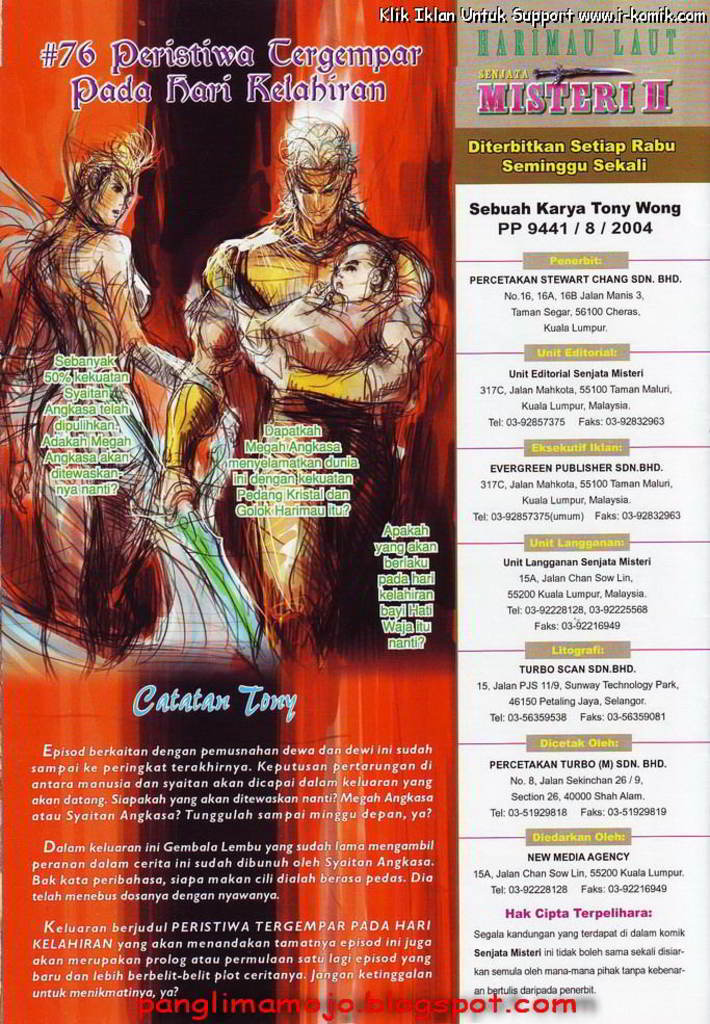 Klik Iklan Untuk Support www.i-komik.com
#76 Peristiwa Tergempar
Pada Hari Kelahiran
Sebanyak
50% kekuatan
Syaitan
Angkasa telah
dipulihkan.
Adakah Megah
Angkasa akan
ditewaskan-
nya nanti?
Dapatkah
Megah Angkasa
menyelamatkan dunia
ini dengan kekuatan
Pedang Kristal dan
Golok Harimau itu?
Apakah
yang akan
berlaku
pada hari
kelahiran
bayi Hati
Waja itu
nanti?
Catatan Tony
Episod berkaitan dengan pemusnahan dewa dan dewi ini sudah
sampai ke peringkat terakhirnya. Keputusan pertarungan di
antara manusia dan syaitan akan dicapai dalam keluaran yang
akan datang. Siapakah yang akan ditewaskan nanti? Megah Angkasa
atau Syaitan Angkasa? Tunggulah sampai minggu depan, ya?
Dalam keluaran ini Gembala Lembu yang sudah lama mengambil
peranan dalam cerita ini sudah dibunuh oleh Syaitan Angkasa.
Bak kata peribahasa, siapa makan cili dialah berasa pedas. Dia
telah menebus dosanya dengan nyawanya.
Keluaran berjudul PERISTIWA TERGEMPAR PADA HARI
KELAHIRAN yang akan menandakan tamatnya episod ini juga
akan merupakan prolog atau permulaan satu lagi episod yang
baru dan lebih berbelit-belit plot ceritanya. Jangan ketinggalan
untuk menikmatinya, ya?
HARIMAU LAUT
SENJATA
MISTERI II
Diterbitkan Setiap Rabu
Seminggu Sekali
Sebuah Karya Tony Wong
PP 9441 / 8 / 2004
Penerbit:
PERCETAKAN STEWART CHANG SDN. BHD.
No.16, 16A, 16B Jalan Manis 3,
Taman Segar, 56100 Cheras,
Kuala Lumpur.
Unit Editorial:
Unit Editorial Senjata Misteri
317C, Jalan Mahkota, 55100 Taman Maluri,
Kuala Lumpur, Malaysia.
Tel: 03-92857375 Faks: 03-92832963
Eksekutif Iklan:
EVERGREEN PUBLISHER SDN.BHD.
317C, Jalan Mahkota, 55100 Taman Maluri,
Kuala Lumpur, Malaysia.
Tel: 03-92857375(umum) Faks: 03-92832963
Unit Langganan:
Unit Langganan Senjata Misteri
15A, Jalan Chan Sow Lin,
55200 Kuala Lumpur, Malaysia.
Tel: 03-92228128, 03-92225568
Faks: 03-92216949
Litografi:
TURBO SCAN SDN.BHD.
15, Jalan PJS 11/9, Sunway Technology Park,
46150 Petaling Jaya, Selangor.
Tel: 03-56359538 Faks: 03-56359081
Dicetak Oleh:
PERCETAKAN TURBO (M) SDN. BHD.
No. 8, Jalan Sekinchan 26 / 9,
Section 26, 40000 Shah Alam.
Tel: 03-51929818 Faks: 03-51929819
Diedarkan Oleh:
NEW MEDIA AGENCY
15A, Jalan Chan Sow Lin, 55200 Kuala Lumpur.
Tel: 03-92228128 Faks: 03-92216949
Hak Cipta Terpelihara:
Segala kandungan yang terdapat di dalam komik
Senjata Misteri ini tidak boleh sama sekali disiar-
kan semula oleh mana-mana pihak tanpa kebenar-
an bertulis daripada penerbit.
panglimamojo.blogspot.com